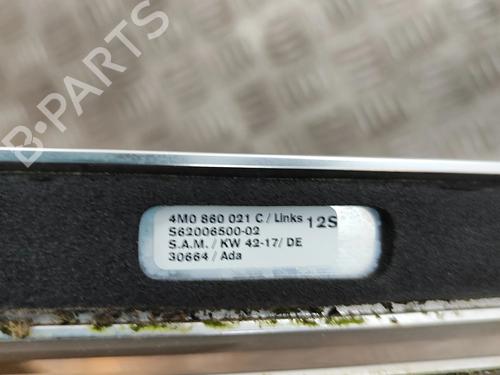 B-PARTS
4M0 860 021 C / Links 12S
S62006500-02
S.A.M. / KW 42-17/ DE
30664 / Ada